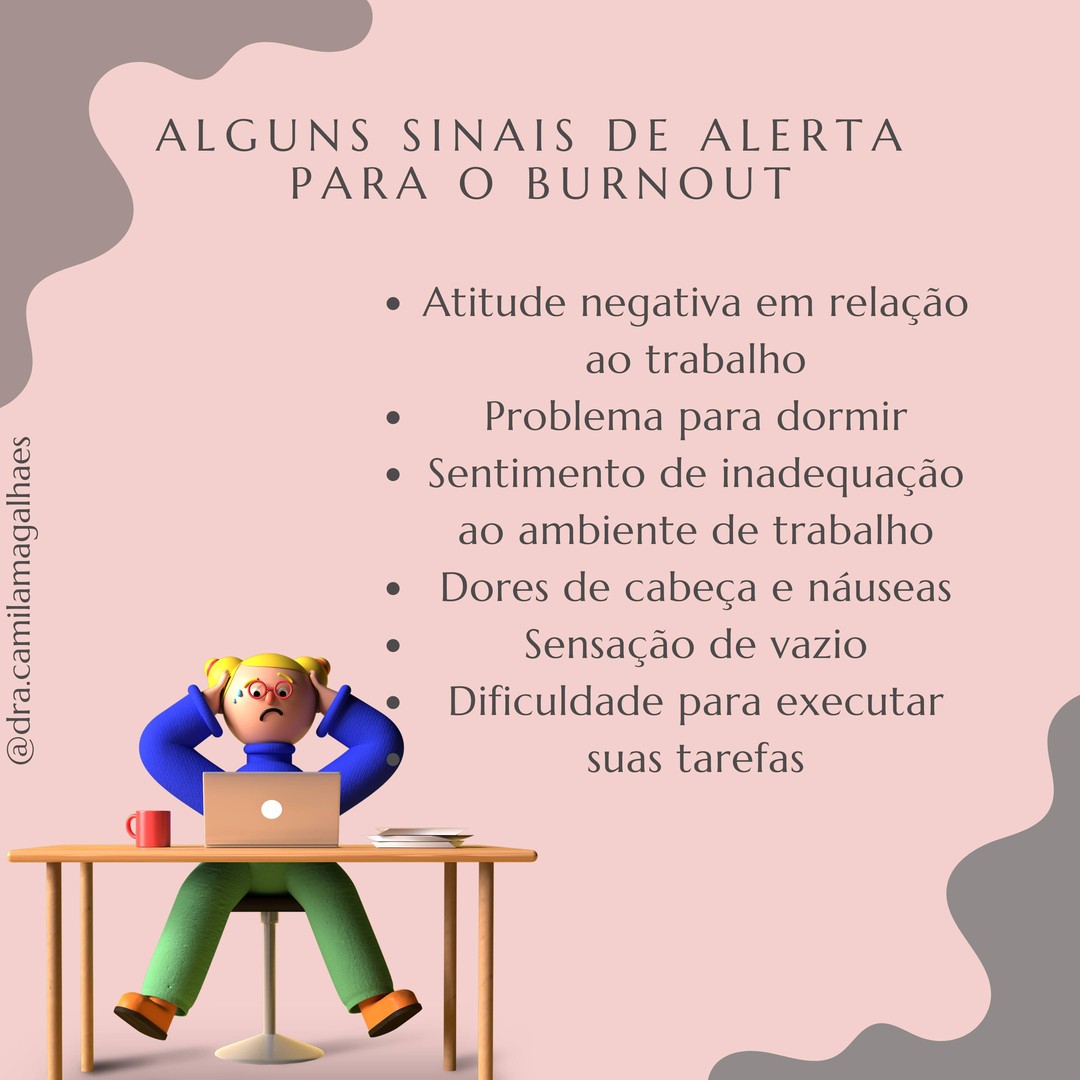 ALGUNS SINAIS DE ALERTA
PARA O BURNOUT
• Atitude negativa em relação
ao trabalho
• Problema para dormir
• Sentimento de inadequação
ao ambiente de trabalho
• Dores de cabeça e náuseas
• Sensação de vazio
• Dificuldade para executar
suas tarefas
@dra.camilamagalhaes